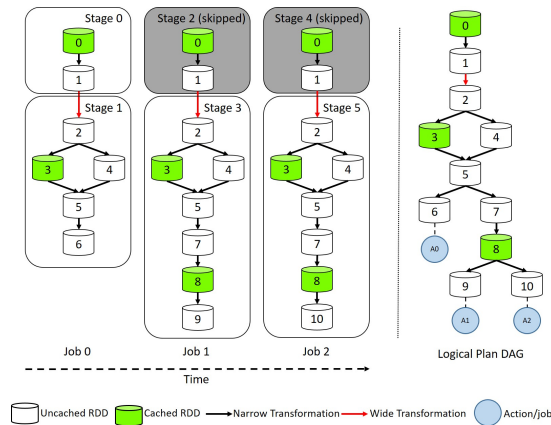 Stage 0
0
1
Stage 1
2
3
4
5
6
Job 0
Stage 2 (skipped)
0
1
Stage 3
2
3
4
5
7
8
9
Job 1
Stage 4 (skipped)
0
1
Stage 5
2
3
4
5
7
8
10
Job 2
Time
0
1
2
3
4
5
6
7
A0
8
9
10
A1
A2
Logical Plan DAG
Uncached RDD
Cached RDD
Narrow Transformation
Wide Transformation
Action/job